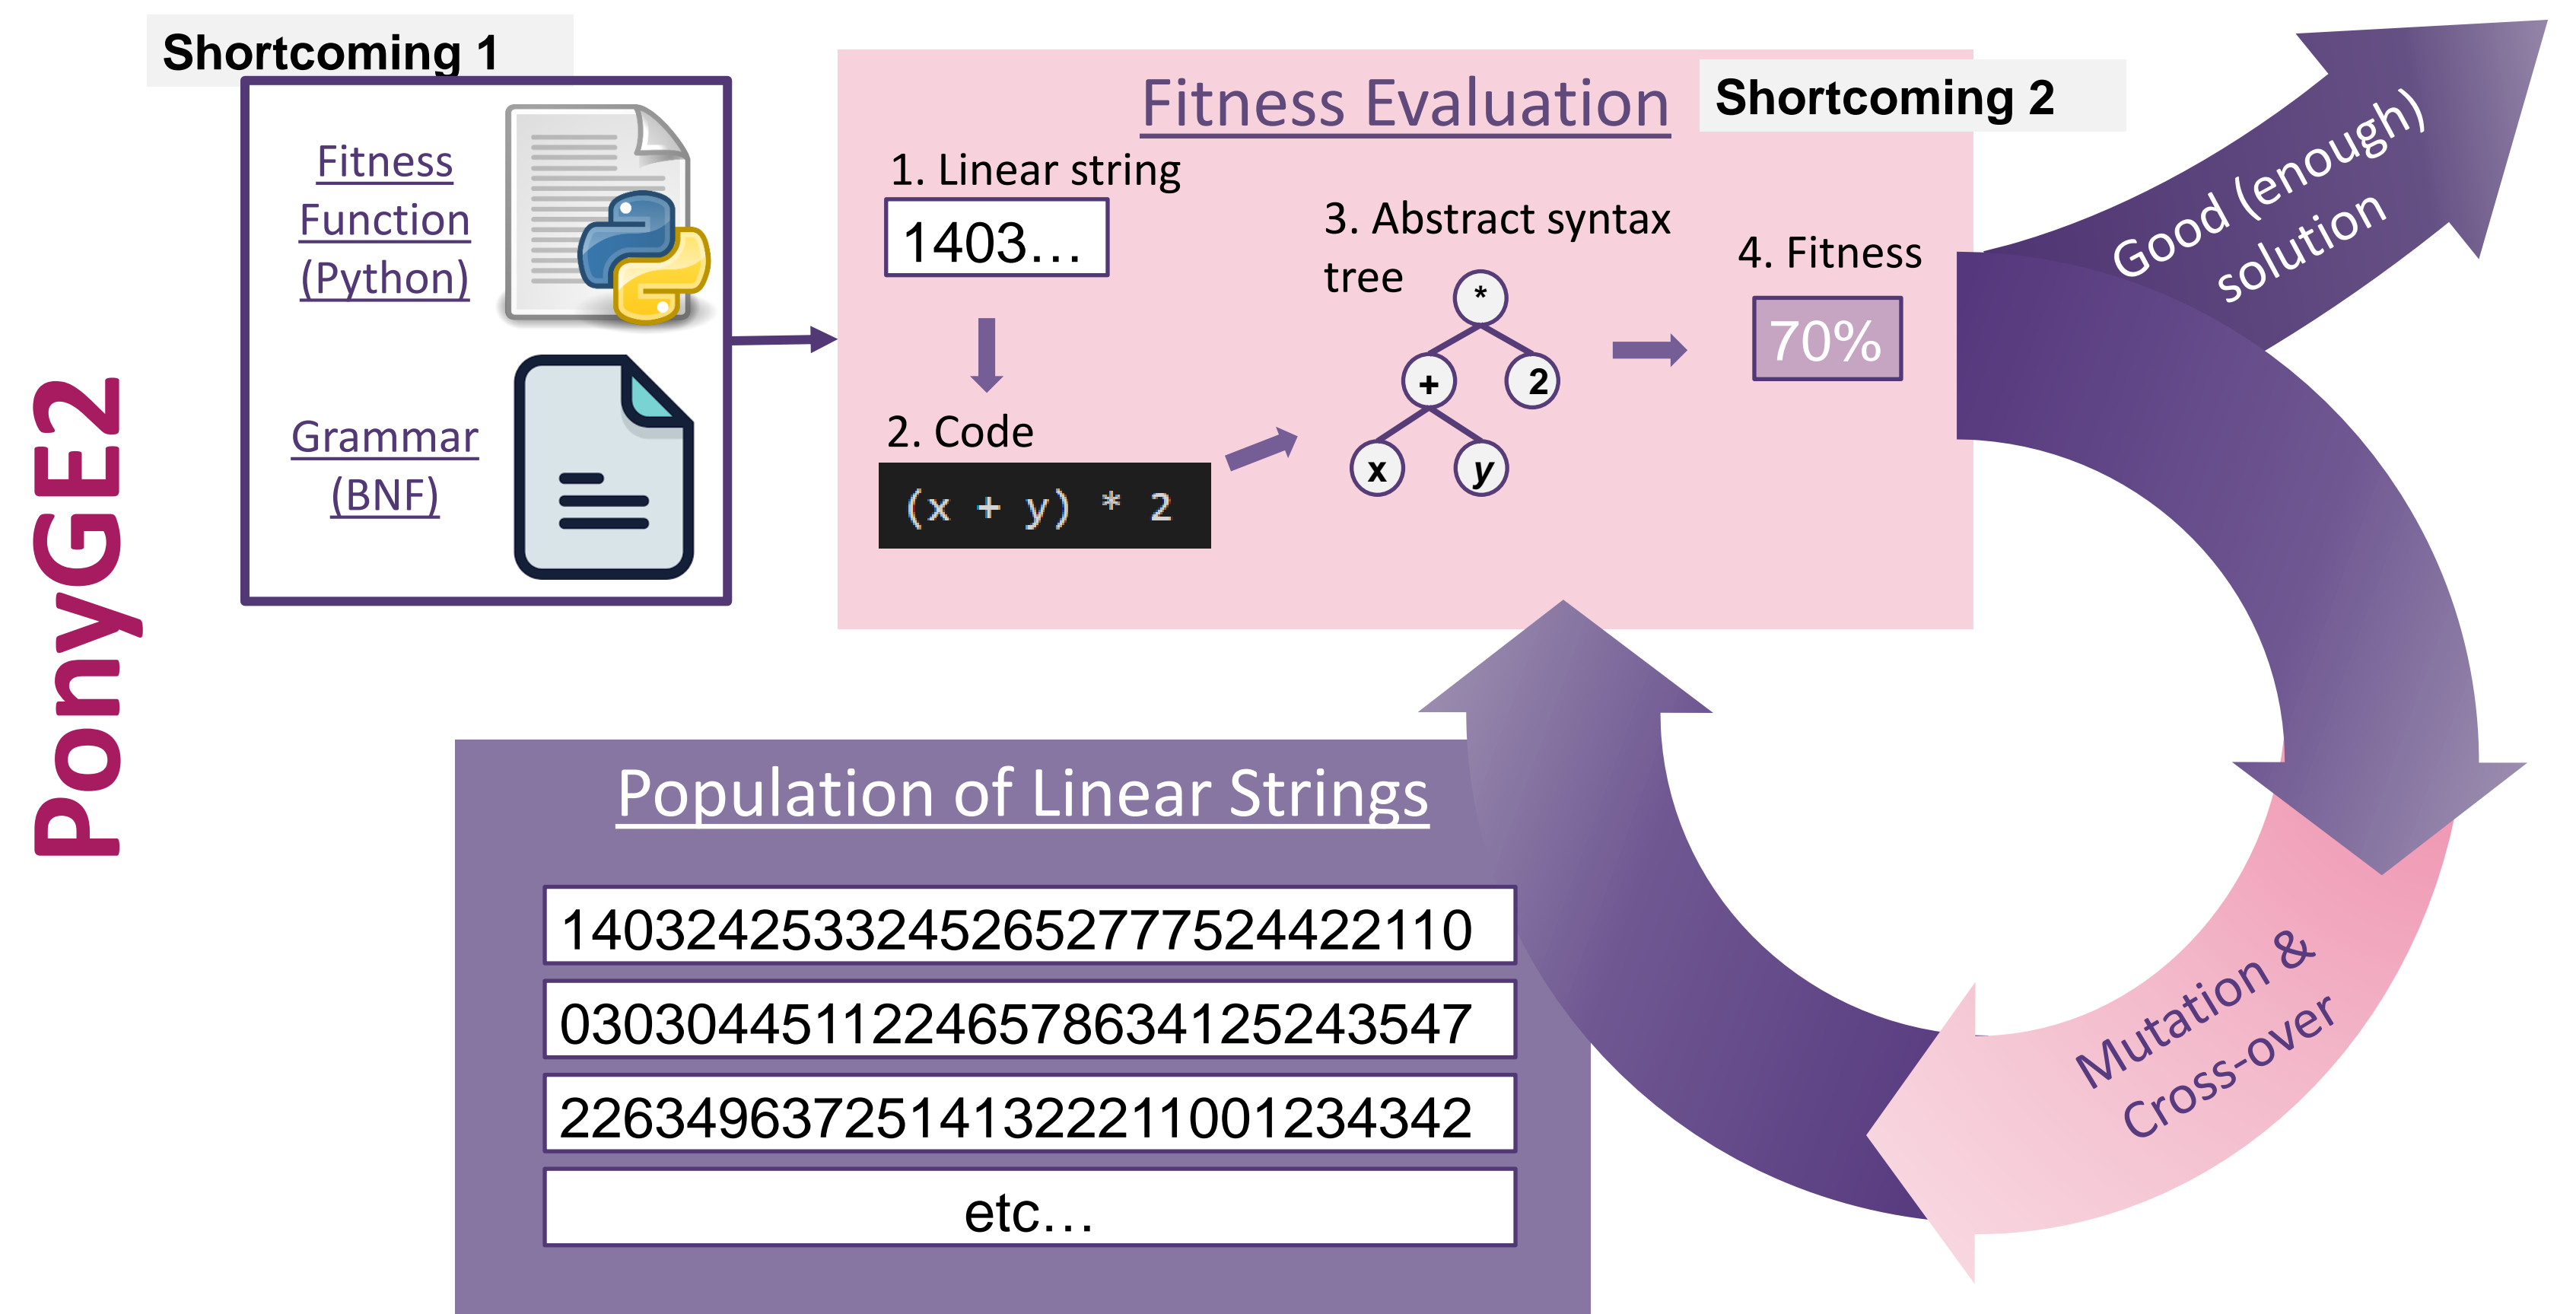 PonyGE2
Shortcoming 1
Fitness
Function
(Python)
Grammar
(BNF)
Fitness Evaluation
Shortcoming 2
1. Linear string
1403…
2. Code
(x + y) * 2
3. Abstract syntax
tree
*
+
2
x
y
4. Fitness
70%
Good (enough)
solution
Mutation &
Cross-over
Population of Linear Strings
14032425332452652777524422110
03030445112246578634125243547
22634963725141322211001234342
etc…